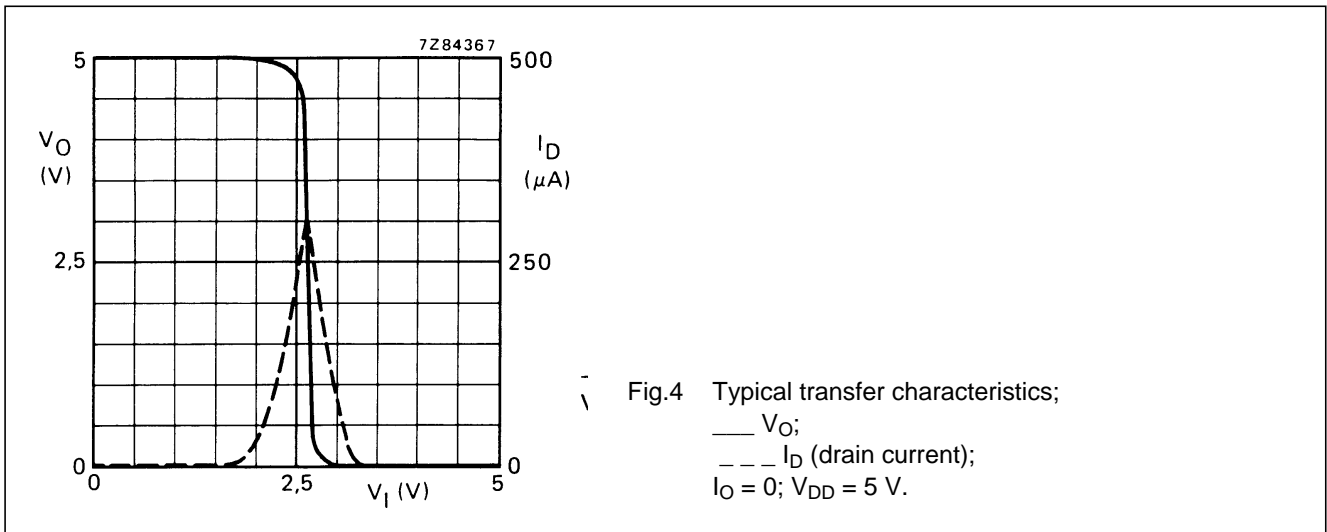 7Z84367
5
500
V_O
(V)
I_D
(μA)
2,5
250
0
0
0
2,5
V_I (V)
5
Fig.4 Typical transfer characteristics;
___ V_O;
_ _ _ I_D (drain current);
I_O = 0; V_DD = 5 V.